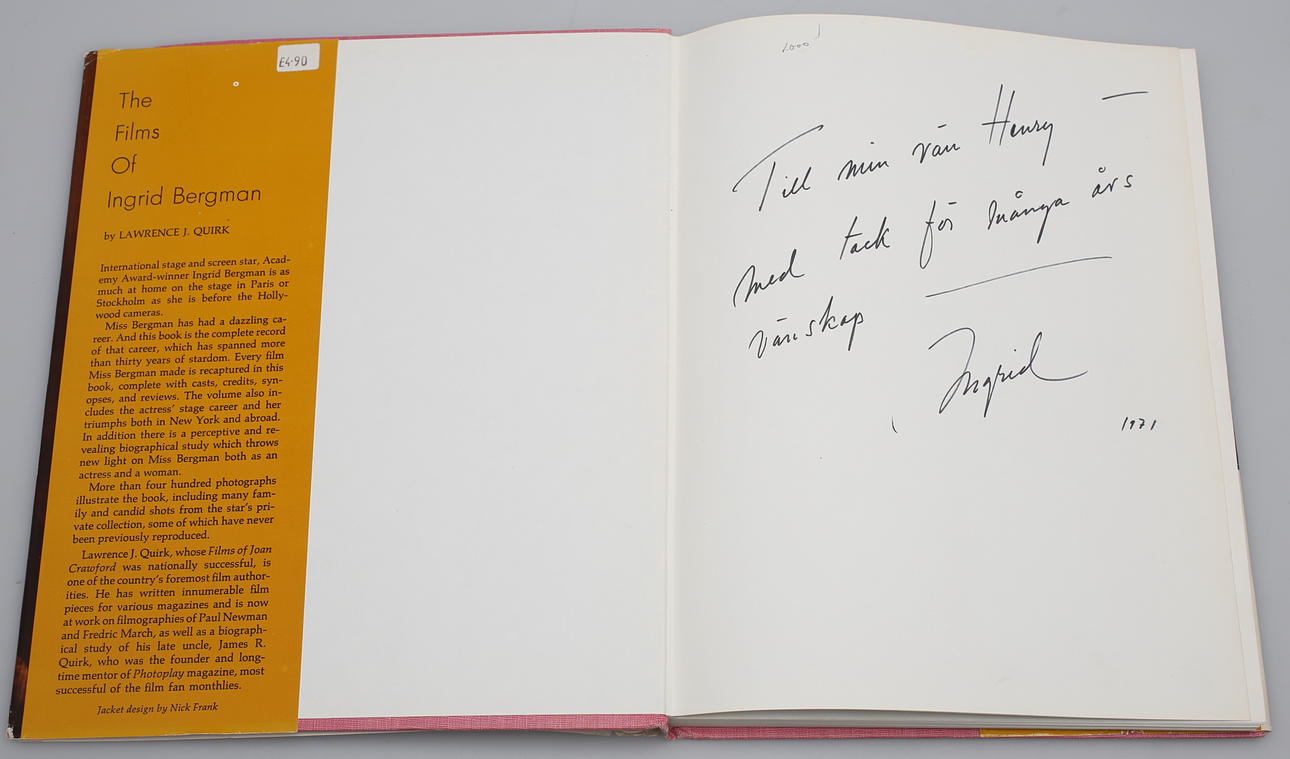 £4·90
The
Films
Of
Ingrid Bergman
by LAWRENCE J. QUIRK
International stage and screen star, Acad-
emy Award-winner Ingrid Bergman is as
much at home on the stage in Paris or
Stockholm as she is before the Holly-
wood cameras.
Miss Bergman has had a dazzling ca-
reer. And this book is the complete record
of that career, which has spanned more
than thirty years of stardom. Every film
Miss Bergman made is recaptured in this
book, complete with casts, credits, syn-
opses, and reviews. The volume also in-
cludes the actress' stage career and her
triumphs both in New York and abroad.
In addition there is a perceptive and re-
vealing biographical study which throws
new light on Miss Bergman both as an
actress and a woman.
More than four hundred photographs
illustrate the book, including many fam-
ily and candid shots from the star's pri-
vate collection, some of which have never
been previously reproduced.
Lawrence J. Quirk, whose Films of Joan
Crawford was nationally successful, is
one of the country's foremost film author-
ities. He has written innumerable film
pieces for various magazines and is now
at work on filmographies of Paul Newman
and Fredric March, as well as a biograph-
ical study of his late uncle, James R.
Quirk, who was the founder and long-
time mentor of Photoplay magazine, most
successful of the film fan monthlies.
Jacket design by Nick Frank
1.000
Till min vän Henry —
med tack för många års
vänskap —
Ingrid
1971